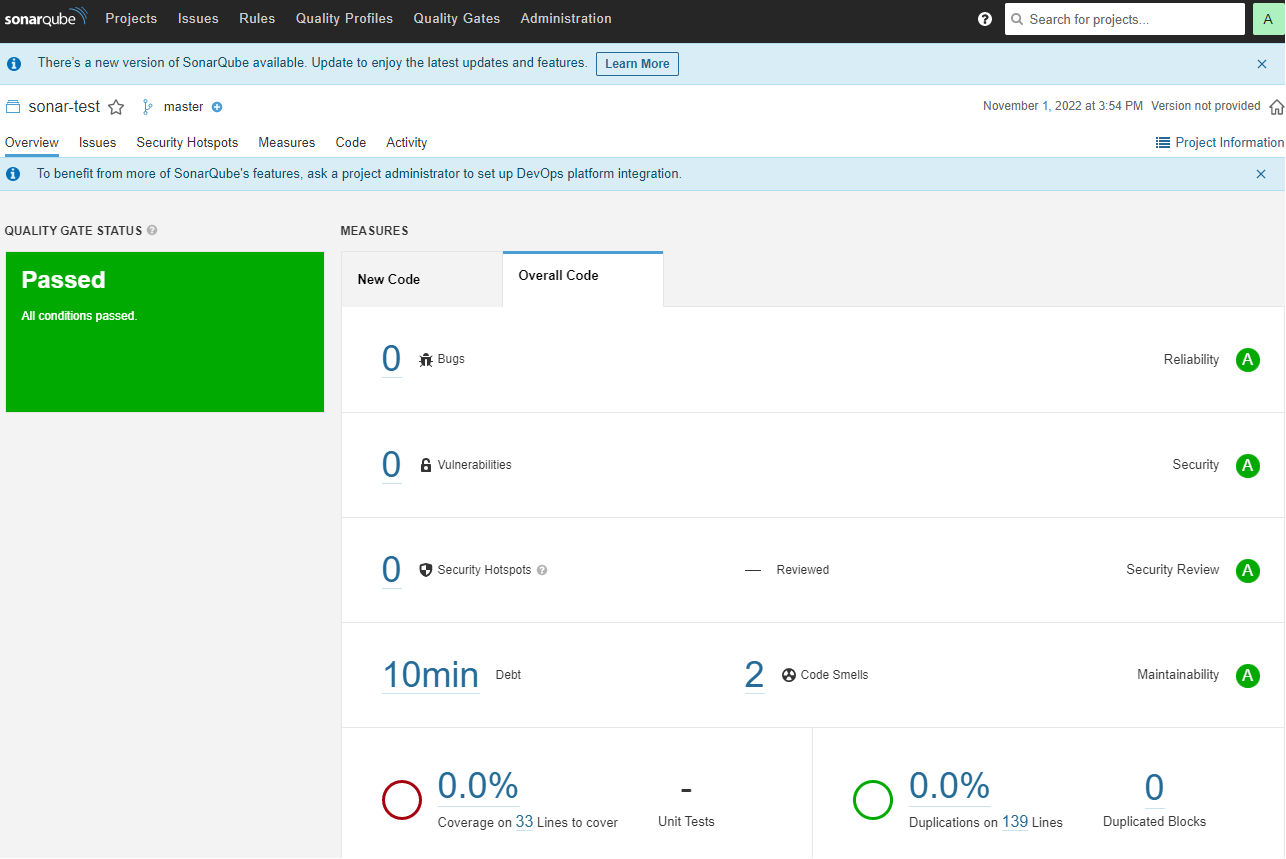 sonarqube Projects Issues Rules Quality Profiles Quality Gates Administration ? Search for projects... A
There's a new version of SonarQube available. Update to enjoy the latest updates and features. Learn More
sonar-test master November 1, 2022 at 3:54 PM Version not provided
Overview Issues Security Hotspots Measures Code Activity Project Information
To benefit from more of SonarQube's features, ask a project administrator to set up DevOps platform integration.
QUALITY GATE STATUS ? MEASURES
Passed
All conditions passed.
New Code Overall Code
0 Bugs Reliability A
0 Vulnerabilities Security A
0 Security Hotspots ? — Reviewed Security Review A
10min Debt 2 Code Smells Maintainability A
0.0% - 0.0% 0
Coverage on 33 Lines to cover Unit Tests Duplications on 139 Lines Duplicated Blocks